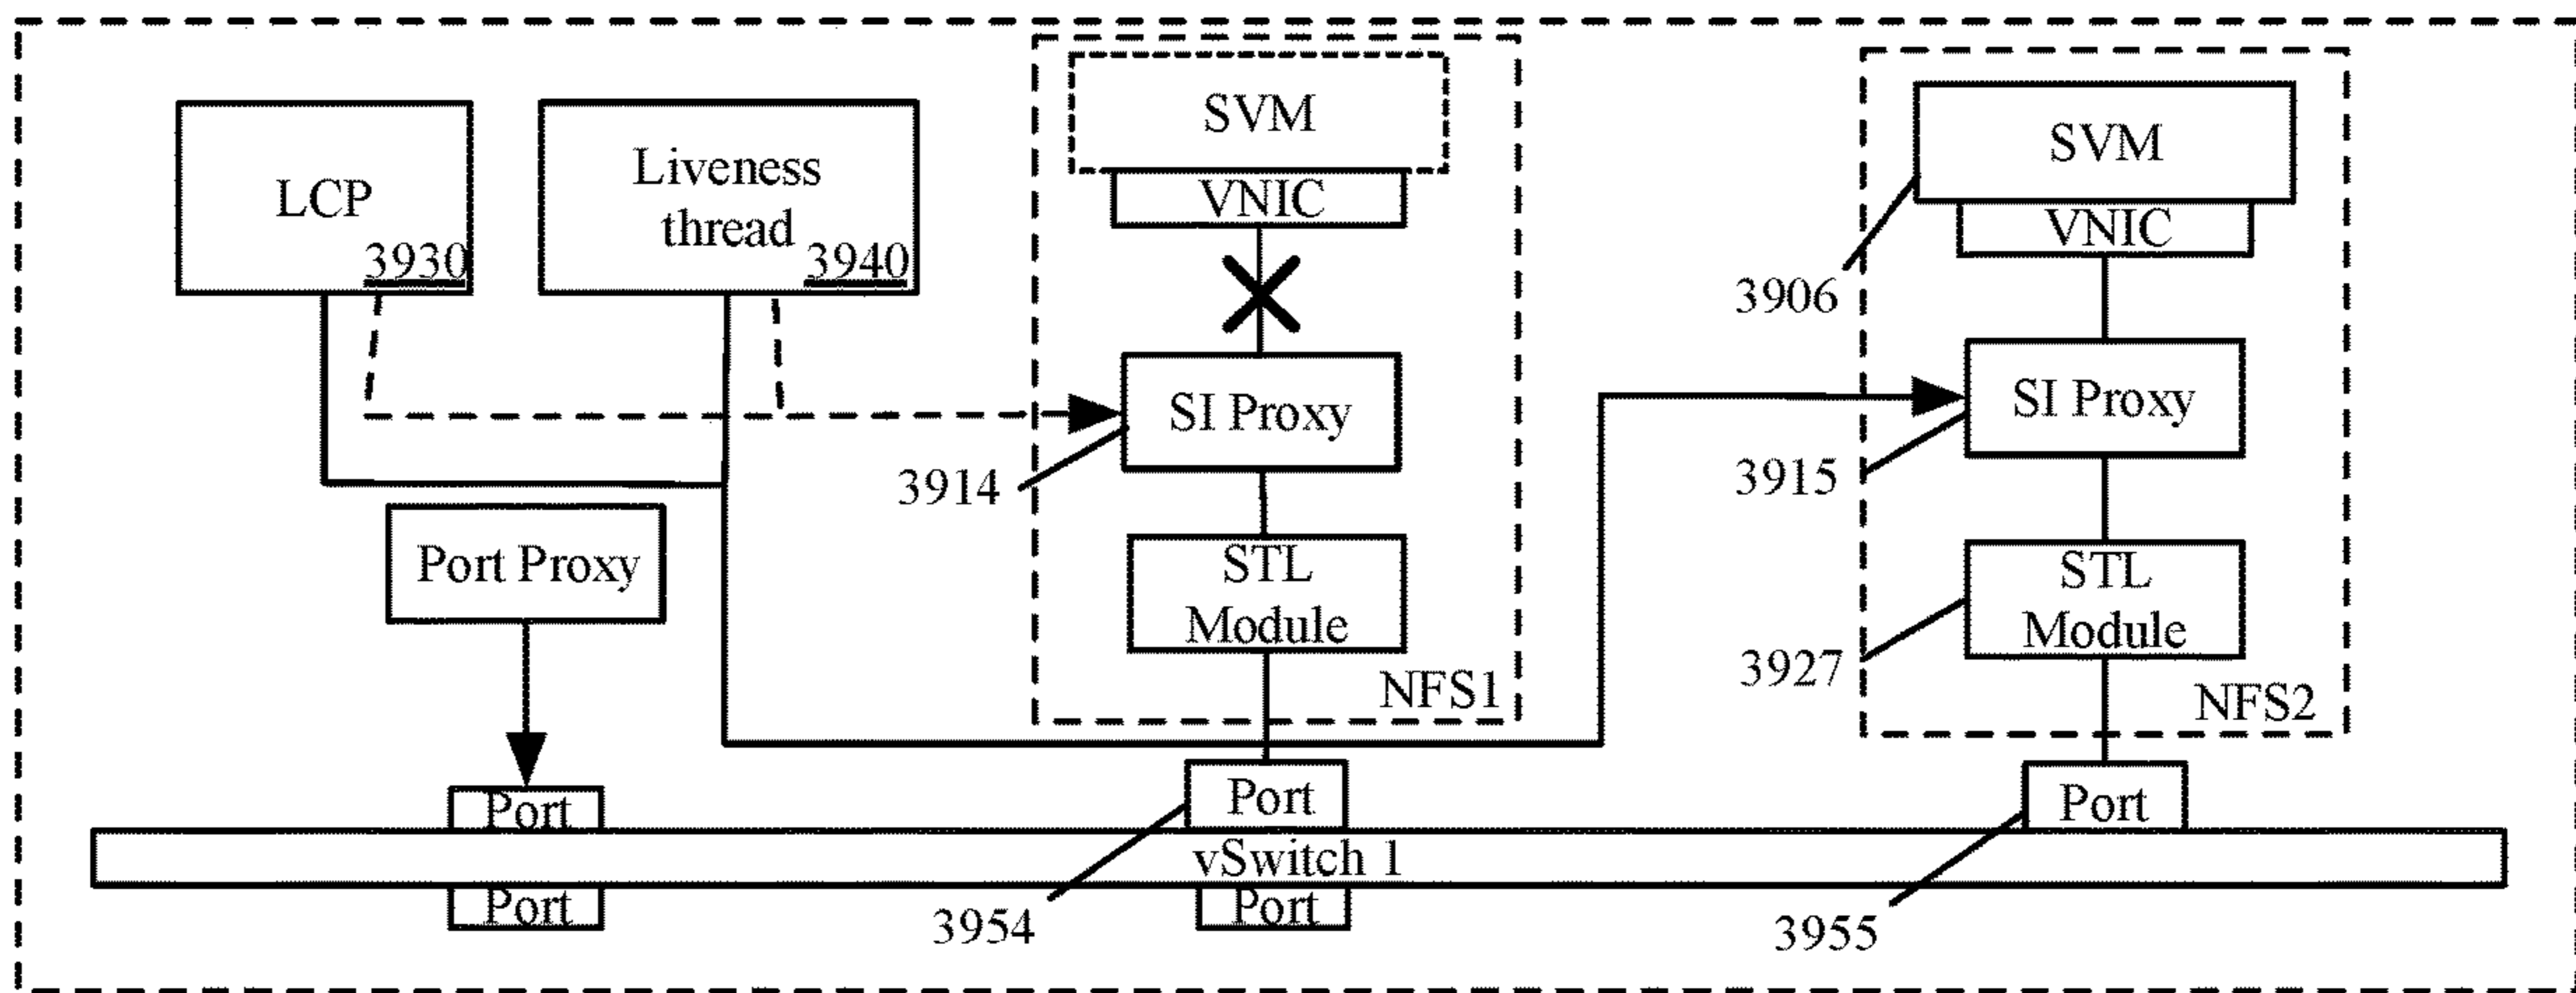 LCP
3930
Liveness
thread
3940
SVM
VNIC
SI Proxy
3914
STL
Module
NFS1
SVM
VNIC
3906
SI Proxy
3915
STL
Module
3927
NFS2
Port Proxy
Port
Port
Port
vSwitch 1
Port
Port
3954
3955